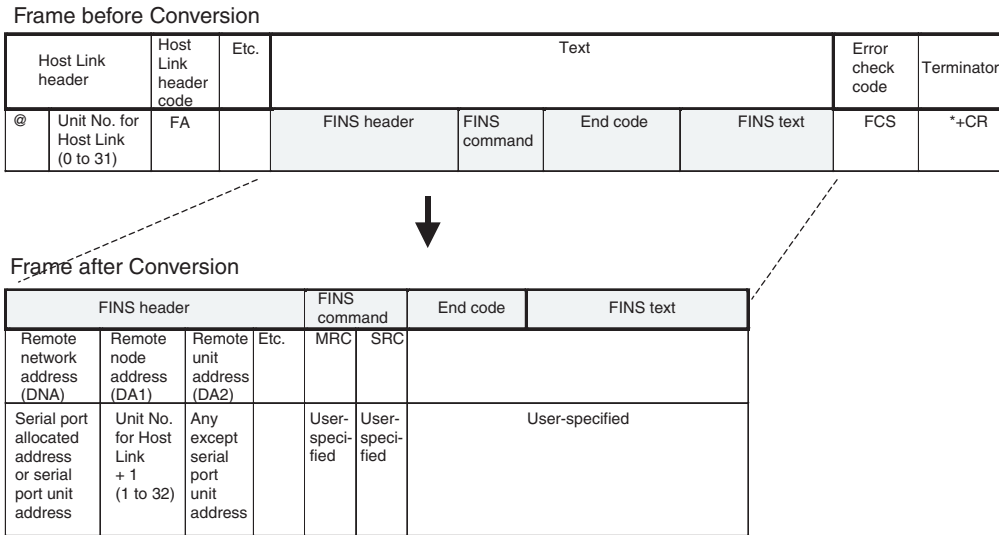 Frame before Conversion
Host Link
header
Host
Link
header
code
Etc.
Text
Error
check
code
Terminator
@
Unit No. for
Host Link
(0 to 31)
FA
FINS header
FINS
command
End code
FINS text
FCS
*+CR
Frame after Conversion
FINS header
FINS
command
End code
FINS text
Remote
network
address
(DNA)
Remote
node
address
(DA1)
Remote
unit
address
(DA2)
Etc.
MRC
SRC
Serial port
allocated
address
or serial
port unit
address
Unit No.
for Host
Link
+ 1
(1 to 32)
Any
except
serial
port
unit
address
User-
speci-
fied
User-
speci-
fied
User-specified